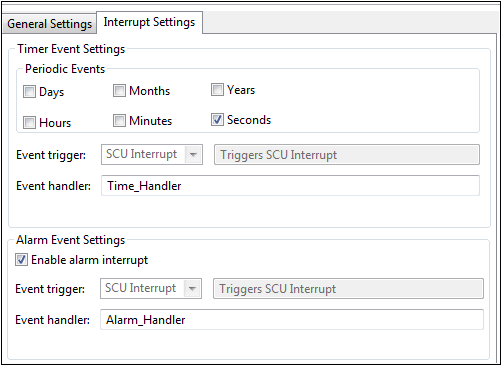 General Settings Interrupt Settings
Timer Event Settings
Periodic Events
Days Months Years
Hours Minutes Seconds
Event trigger: SCU Interrupt Triggers SCU Interrupt
Event handler: Time_Handler
Alarm Event Settings
Enable alarm interrupt
Event trigger: SCU Interrupt Triggers SCU Interrupt
Event handler: Alarm_Handler